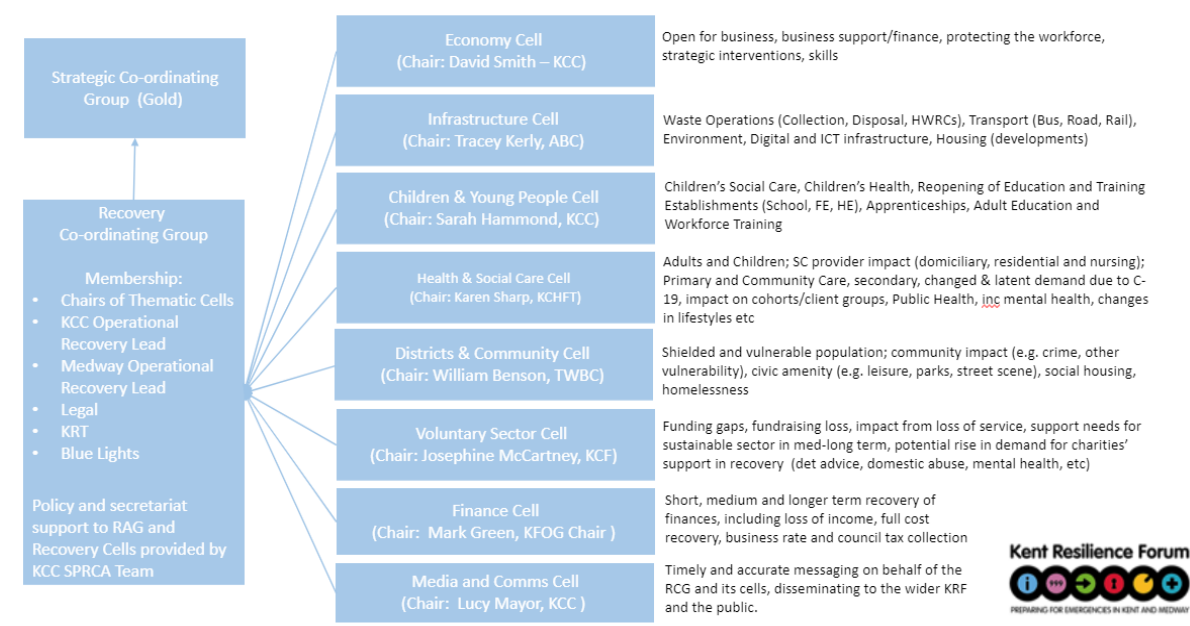 Strategic Co-ordinating
Group  (Gold)
Recovery
Co-ordinating Group
Membership:
• Chairs of Thematic Cells
• KCC Operational
Recovery Lead
• Medway Operational
Recovery Lead
• Legal
• KRT
• Blue Lights
Policy and secretariat
support to RAG and
Recovery Cells provided by
KCC SPRCA Team
Economy Cell
(Chair: David Smith – KCC)
Open for business, business support/finance, protecting the workforce,
strategic interventions, skills
Infrastructure Cell
(Chair: Tracey Kerly, ABC)
Waste Operations (Collection, Disposal, HWRCs), Transport (Bus, Road, Rail),
Environment, Digital and ICT infrastructure, Housing (developments)
Children & Young People Cell
(Chair: Sarah Hammond, KCC)
Children’s Social Care, Children’s Health, Reopening of Education and Training
Establishments (School, FE, HE), Apprenticeships, Adult Education and
Workforce Training
Health & Social Care Cell
(Chair: Karen Sharp, KCHFT)
Adults and Children; SC provider impact (domiciliary, residential and nursing);
Primary and Community Care, secondary, changed & latent demand due to C-
19, impact on cohorts/client groups, Public Health, inc mental health, changes
in lifestyles etc
Districts & Community Cell
(Chair: William Benson, TWBC)
Shielded and vulnerable population; community impact (e.g. crime, other
vulnerability), civic amenity (e.g. leisure, parks, street scene), social housing,
homelessness
Voluntary Sector Cell
(Chair: Josephine McCartney, KCF)
Funding gaps, fundraising loss, impact from loss of service, support needs for
sustainable sector in med-long term, potential rise in demand for charities’
support in recovery  (det advice, domestic abuse, mental health, etc)
Finance Cell
(Chair:  Mark Green, KFOG Chair )
Short, medium and longer term recovery of
finances, including loss of income, full cost
recovery, business rate and council tax collection
Media and Comms Cell
(Chair:  Lucy Mayor, KCC )
Timely and accurate messaging on behalf of the
RCG and its cells, disseminating to the wider KRF
and the public.
Kent Resilience Forum
PREPARING FOR EMERGENCIES IN KENT AND MEDWAY